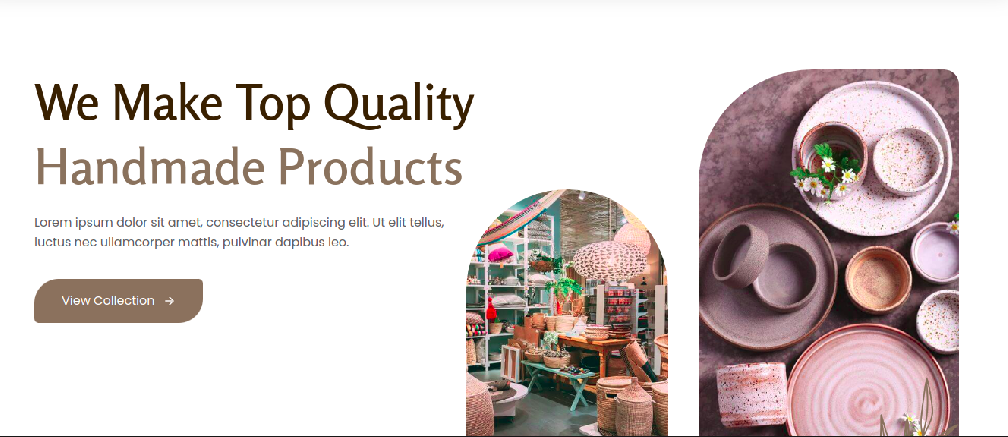 We Make Top Quality
Handmade Products
Lorem ipsum dolor sit amet, consectetur adipiscing elit. Ut elit tellus,
luctus nec ullamcorper mattis, pulvinar dapibus leo.
View Collection →